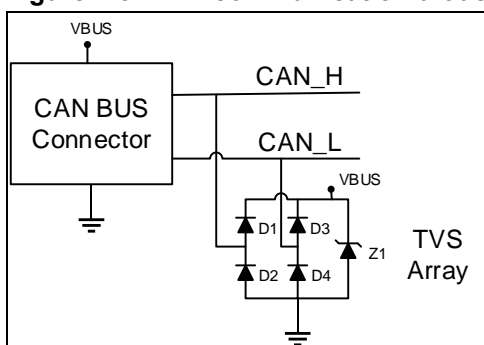 VBUS
CAN BUS
Connector
CAN_H
CAN_L
VBUS
D1
D3
D2
D4
Z1
TVS
Array